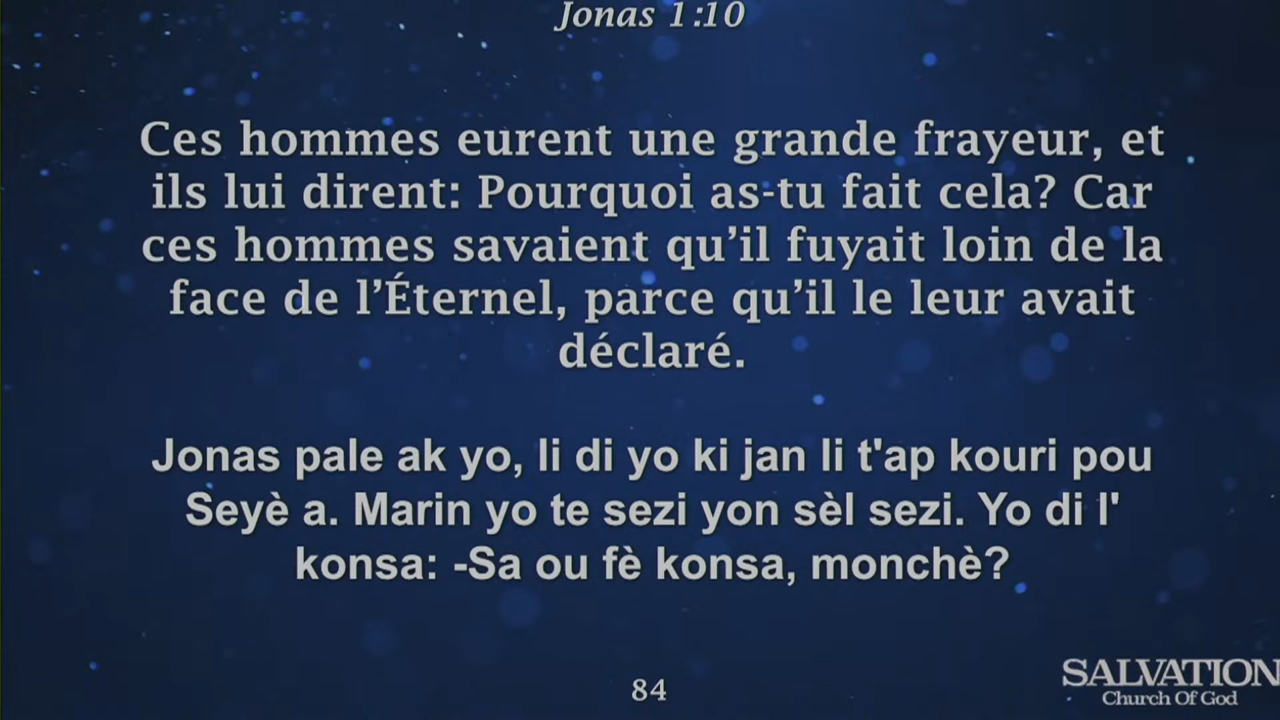 Jonas 1:10
Ces hommes eurent une grande frayeur, et
ils lui dirent: Pourquoi as-tu fait cela? Car
ces hommes savaient qu’il fuyait loin de la
face de l’Éternel, parce qu’il le leur avait
déclaré.
Jonas pale ak yo, li di yo ki jan li t'ap kouri pou
Seyè a. Marin yo te sezi yon sèl sezi. Yo di l'
konsa: -Sa ou fè konsa, monchè?
84
SALVATION
Church Of God